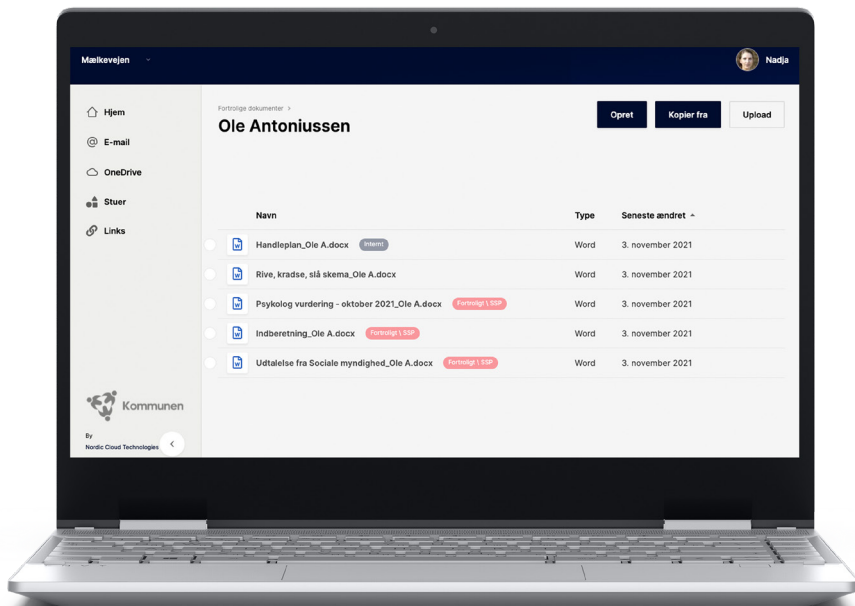 Mælkevejen
Nadja
Hjem
E-mail
OneDrive
Stuer
Links
Fortrolige dokumenter >
Ole Antoniussen
Opret
Kopier fra
Upload
Navn Type Seneste ændret
Handleplan_Ole A.docx Internt Word 3. november 2021
Rive, kradse, slå skema_Ole A.docx Word 3. november 2021
Psykolog vurdering - oktober 2021_Ole A.docx Fortroligt \ SSP Word 3. november 2021
Indberetning_Ole A.docx Fortroligt \ SSP Word 3. november 2021
Udtalelse fra Sociale myndighed_Ole A.docx Fortroligt \ SSP Word 3. november 2021
Kommunen
By
Nordic Cloud Technologies